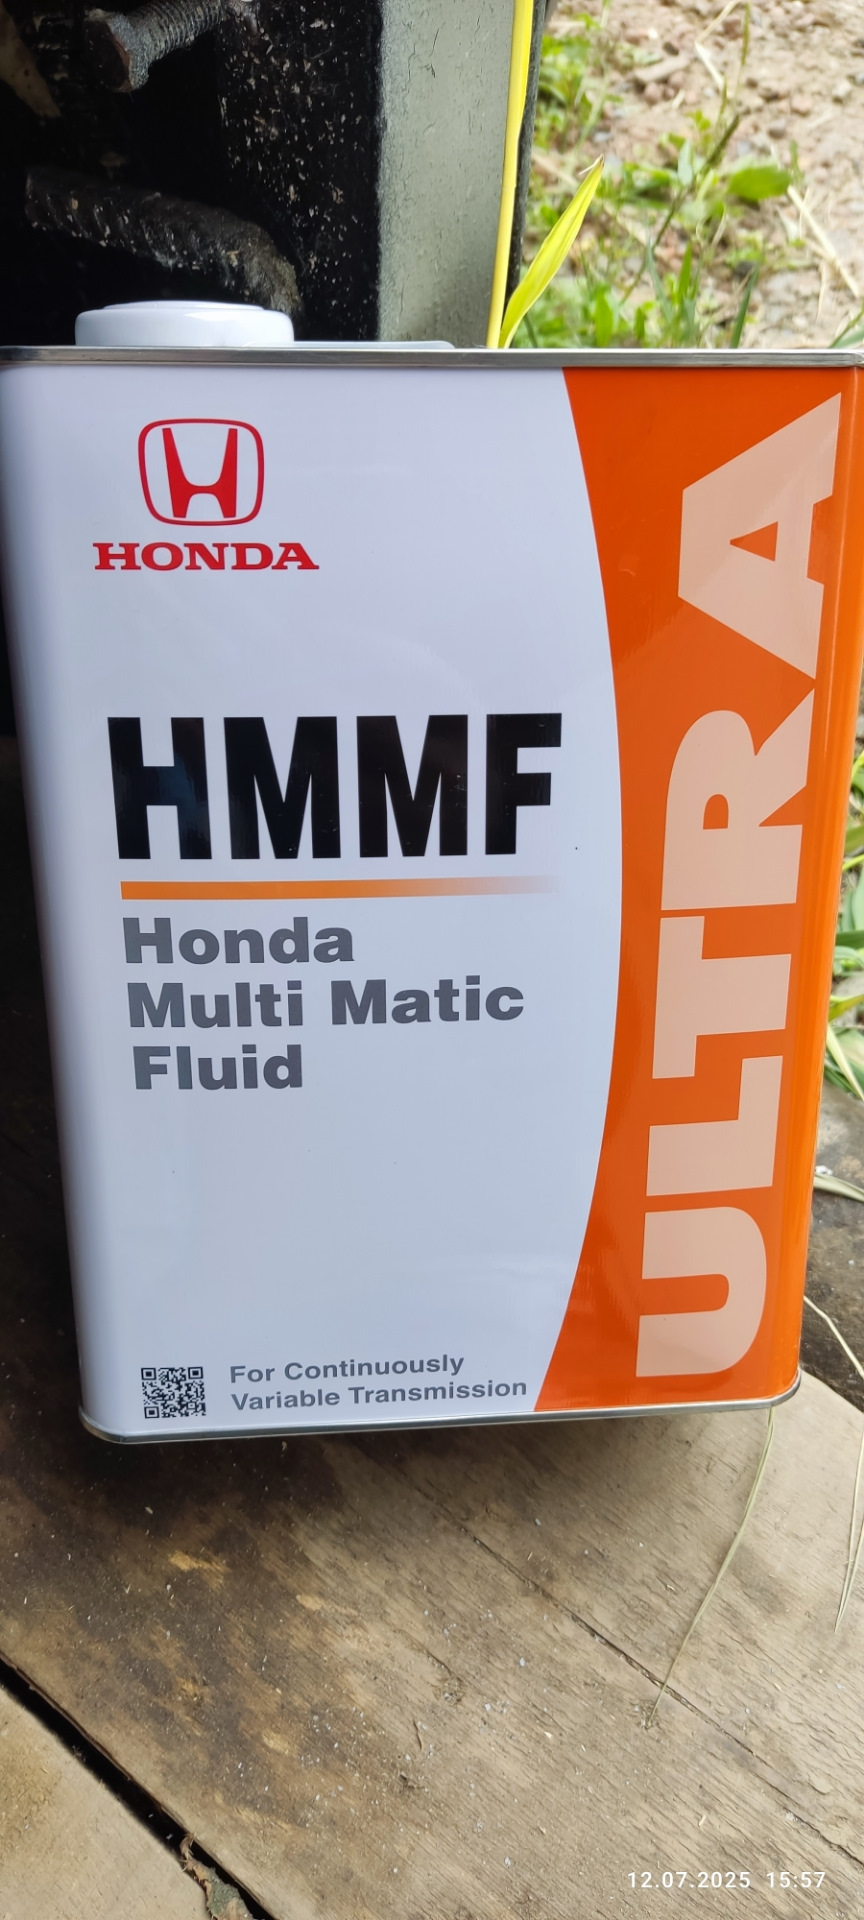 HONDA
HMMF
Honda
Multi Matic
Fluid
For Continuously
Variable Transmission
ULTRA
12.07.2025 15:57